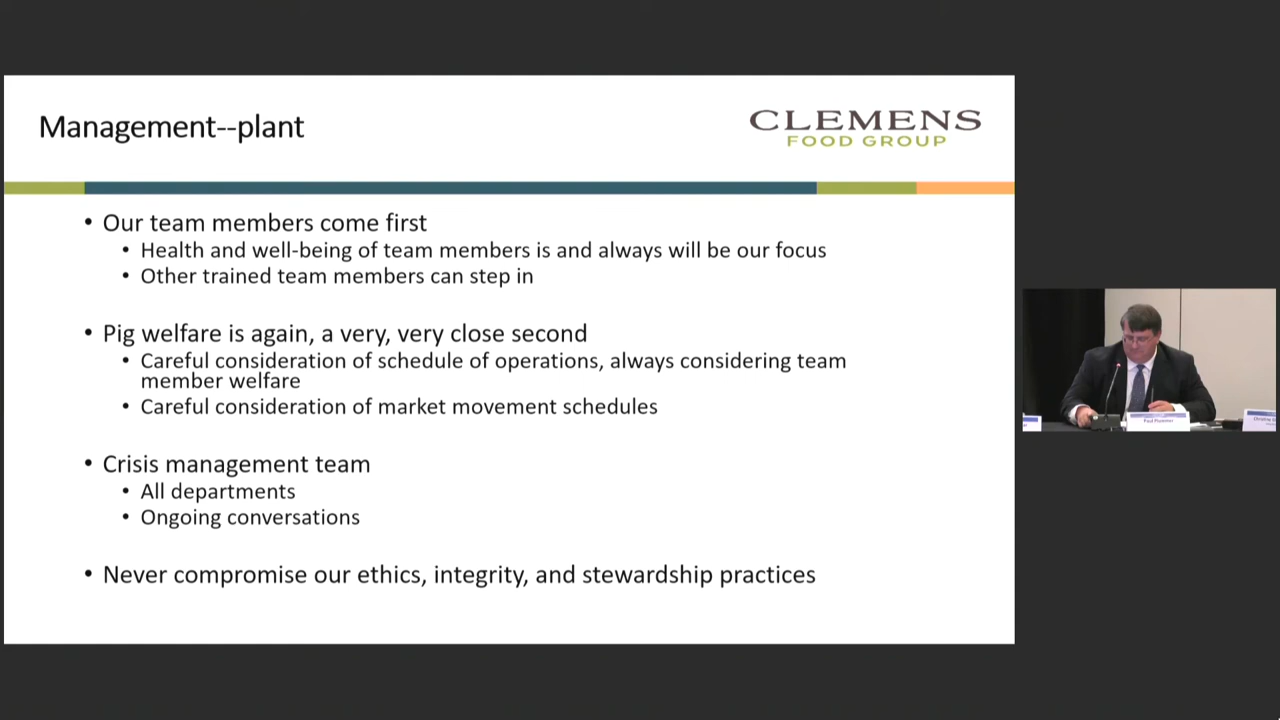 Management--plant
CLEMENS
FOOD GROUP
• Our team members come first
• Health and well-being of team members is and always will be our focus
• Other trained team members can step in
• Pig welfare is again, a very, very close second
• Careful consideration of schedule of operations, always considering team
member welfare
• Careful consideration of market movement schedules
• Crisis management team
• All departments
• Ongoing conversations
• Never compromise our ethics, integrity, and stewardship practices